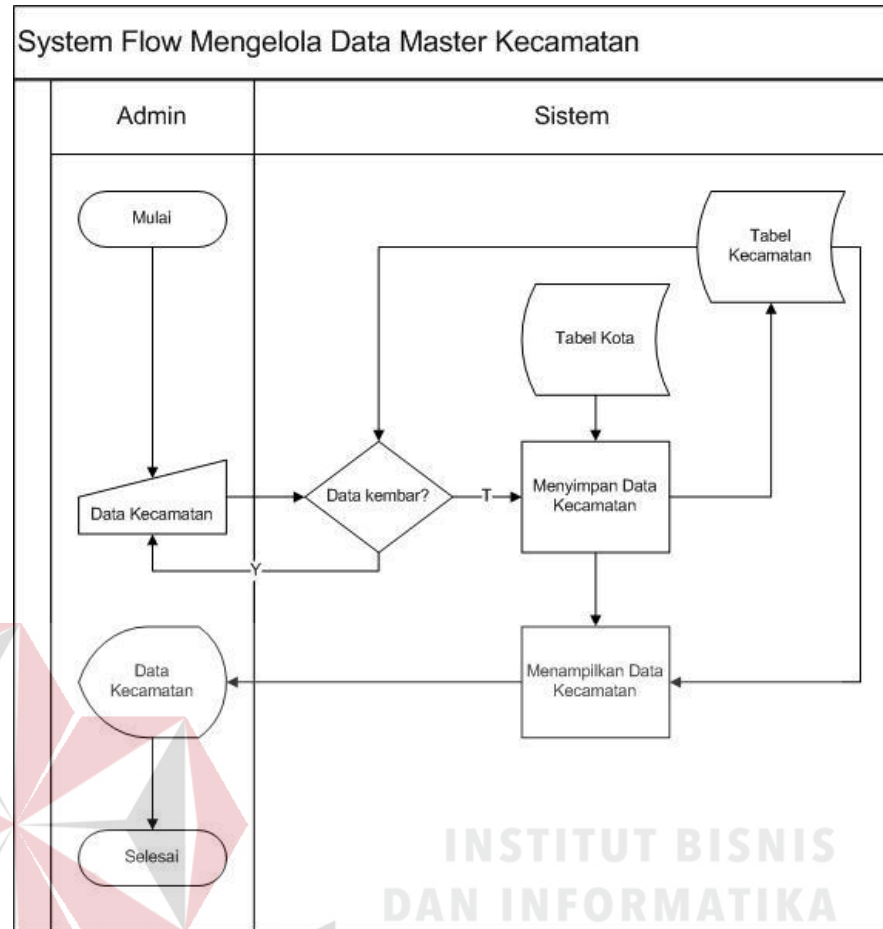 System Flow Mengelola Data Master Kecamatan
Admin
Sistem
Mulai
Tabel
Kecamatan
Tabel Kota
Data Kecamatan
Data kembar?
T
Menyimpan Data
Kecamatan
Y
Data
Kecamatan
Menampilkan Data
Kecamatan
Selesai
INSTITUT BISNIS
DAN INFORMATIKA